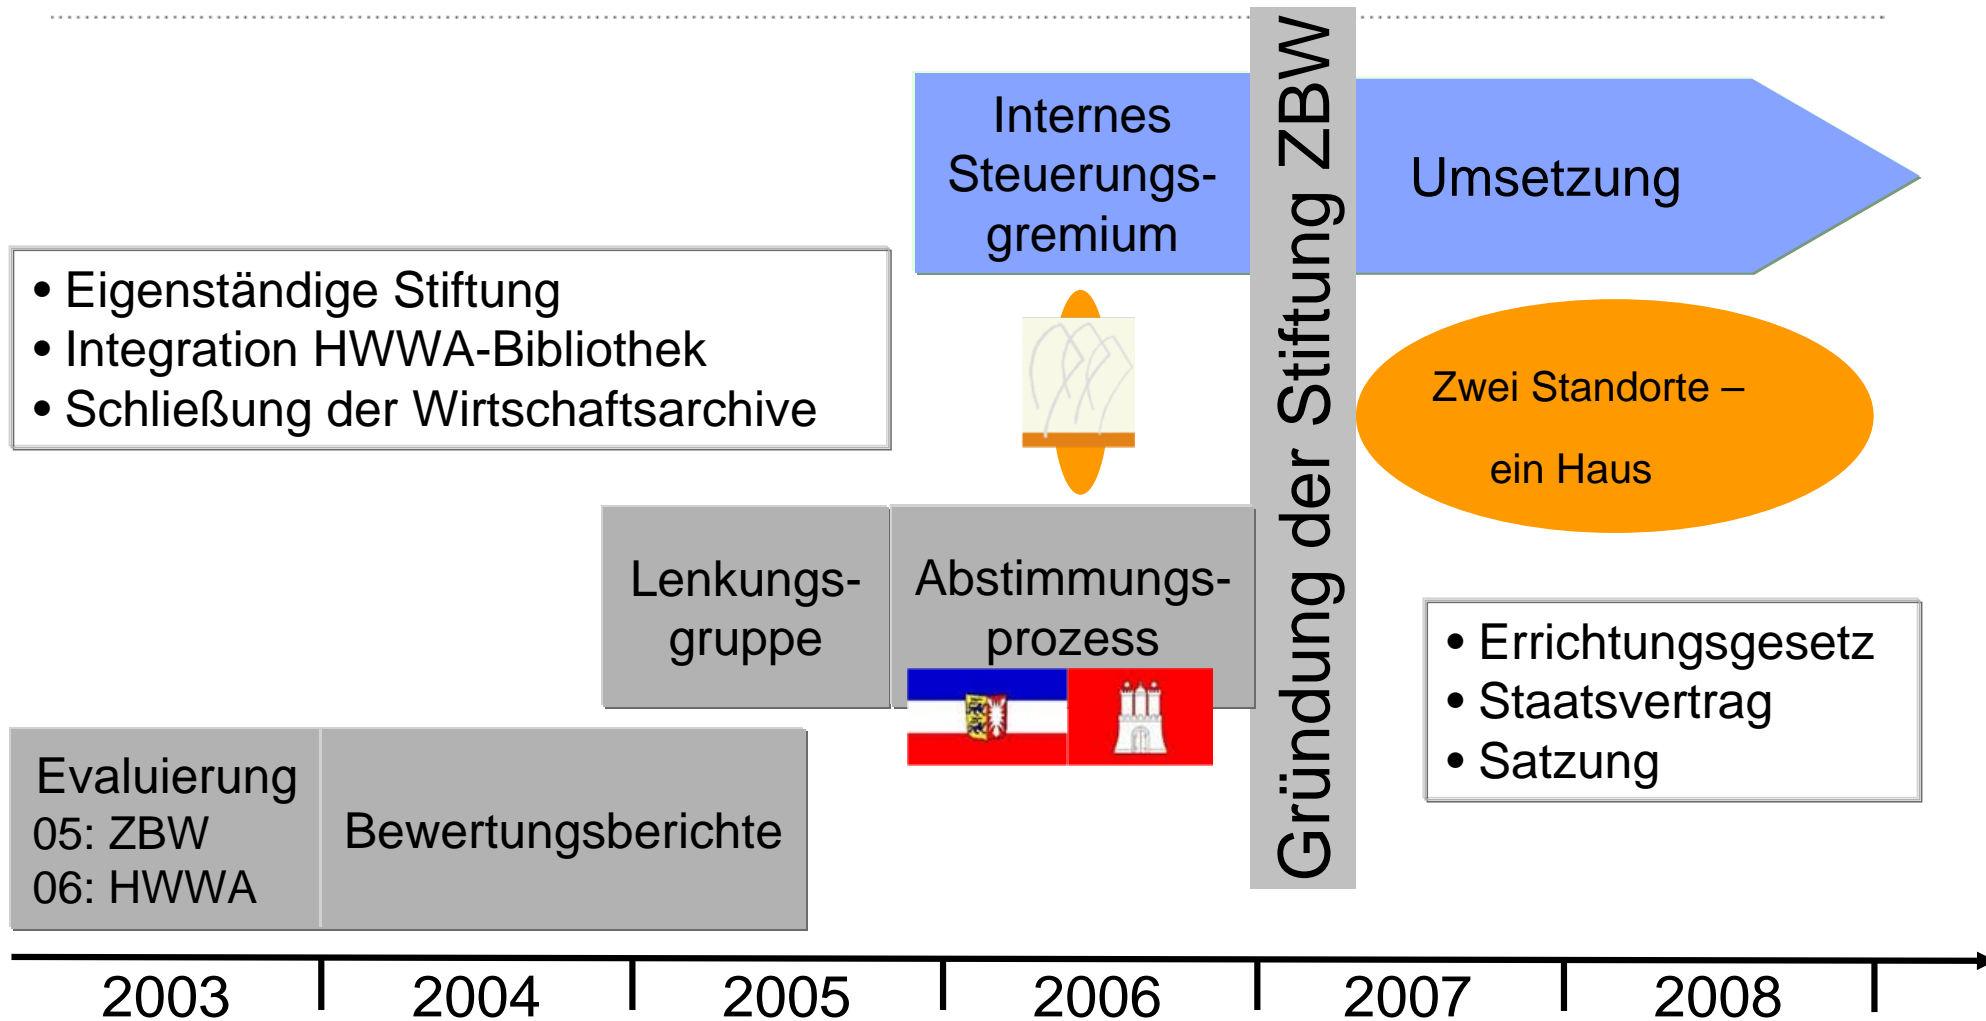 Internes
Steuerungs-
gremium
Gründung der Stiftung ZBW
Umsetzung
• Eigenständige Stiftung
• Integration HWWA-Bibliothek
• Schließung der Wirtschaftsarchive
Zwei Standorte –
ein Haus
Lenkungs-
gruppe
Abstimmungs-
prozess
• Errichtungsgesetz
• Staatsvertrag
• Satzung
Evaluierung
05: ZBW
06: HWWA
Bewertungsberichte
2003 2004 2005 2006 2007 2008